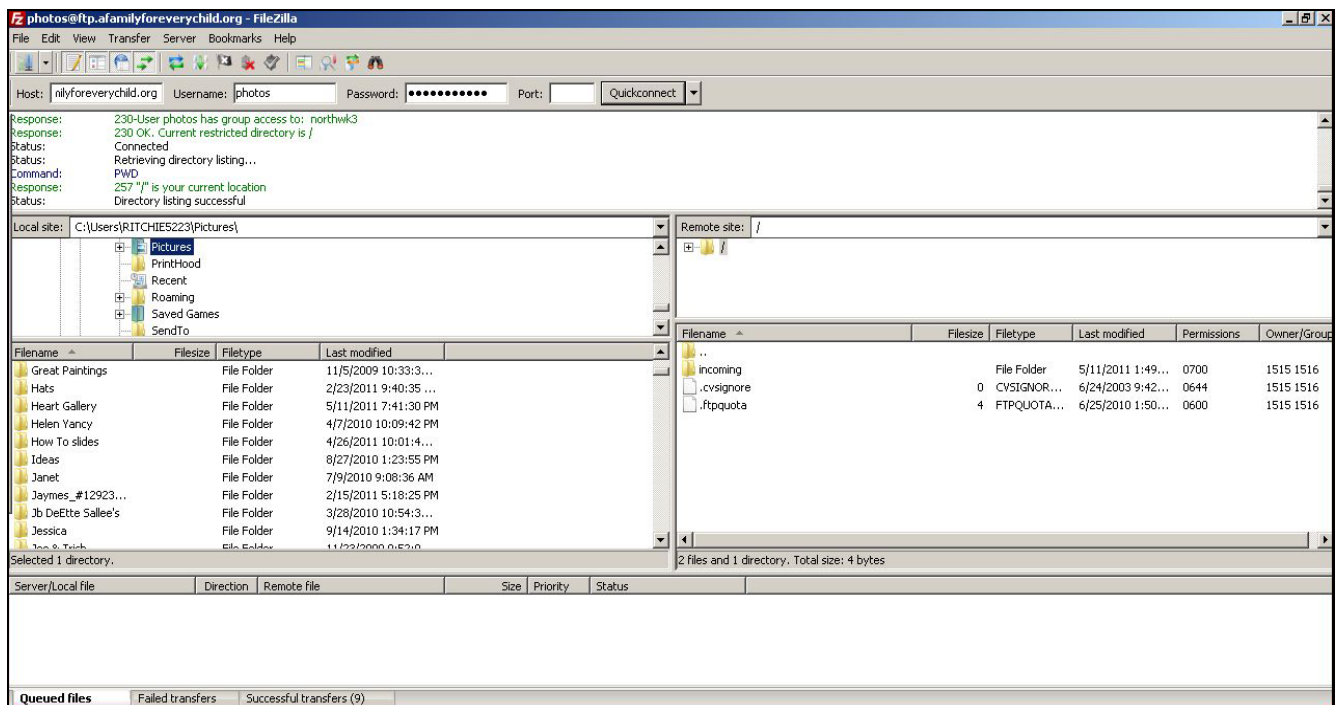 photos@ftp.afamilyforeverychild.org - FileZilla
File Edit View Transfer Server Bookmarks Help
Host: nilyforeverychild.org Username: photos Password: ●●●●●●●●●●● Port: Quickconnect
Response: 230-User photos has group access to: northwk3
Response: 230 OK. Current restricted directory is /
Status: Connected
Status: Retrieving directory listing...
Command: PWD
Response: 257 "/" is your current location
Status: Directory listing successful
Local site: C:\Users\RITCHIE5223\Pictures\
Pictures
PrintHood
Recent
Roaming
Saved Games
SendTo
Filename Filesize Filetype Last modified
Great Paintings File Folder 11/5/2009 10:33:3...
Hats File Folder 2/23/2011 9:40:35 ...
Heart Gallery File Folder 5/11/2011 7:41:30 PM
Helen Yancy File Folder 4/7/2010 10:09:42 PM
How To slides File Folder 4/26/2011 10:01:4...
Ideas File Folder 8/27/2010 1:23:55 PM
Janet File Folder 7/9/2010 9:08:36 AM
Jaymes_#12923... File Folder 2/15/2011 5:18:25 PM
Jb DeEtte Sallee's File Folder 3/28/2010 10:54:3...
Jessica File Folder 9/14/2010 1:34:17 PM
File Folder
Selected 1 directory.
Remote site: /
/
Filename Filesize Filetype Last modified Permissions Owner/Group
..
incoming File Folder 5/11/2011 1:49... 0700 1515 1516
.cvsignore 0 CVSIGNOR... 6/24/2003 9:42... 0644 1515 1516
.ftpquota 4 FTPQUOTA... 6/25/2010 1:50... 0600 1515 1516
2 files and 1 directory. Total size: 4 bytes
Server/Local file Direction Remote file Size Priority Status
Queued files Failed transfers Successful transfers (9)